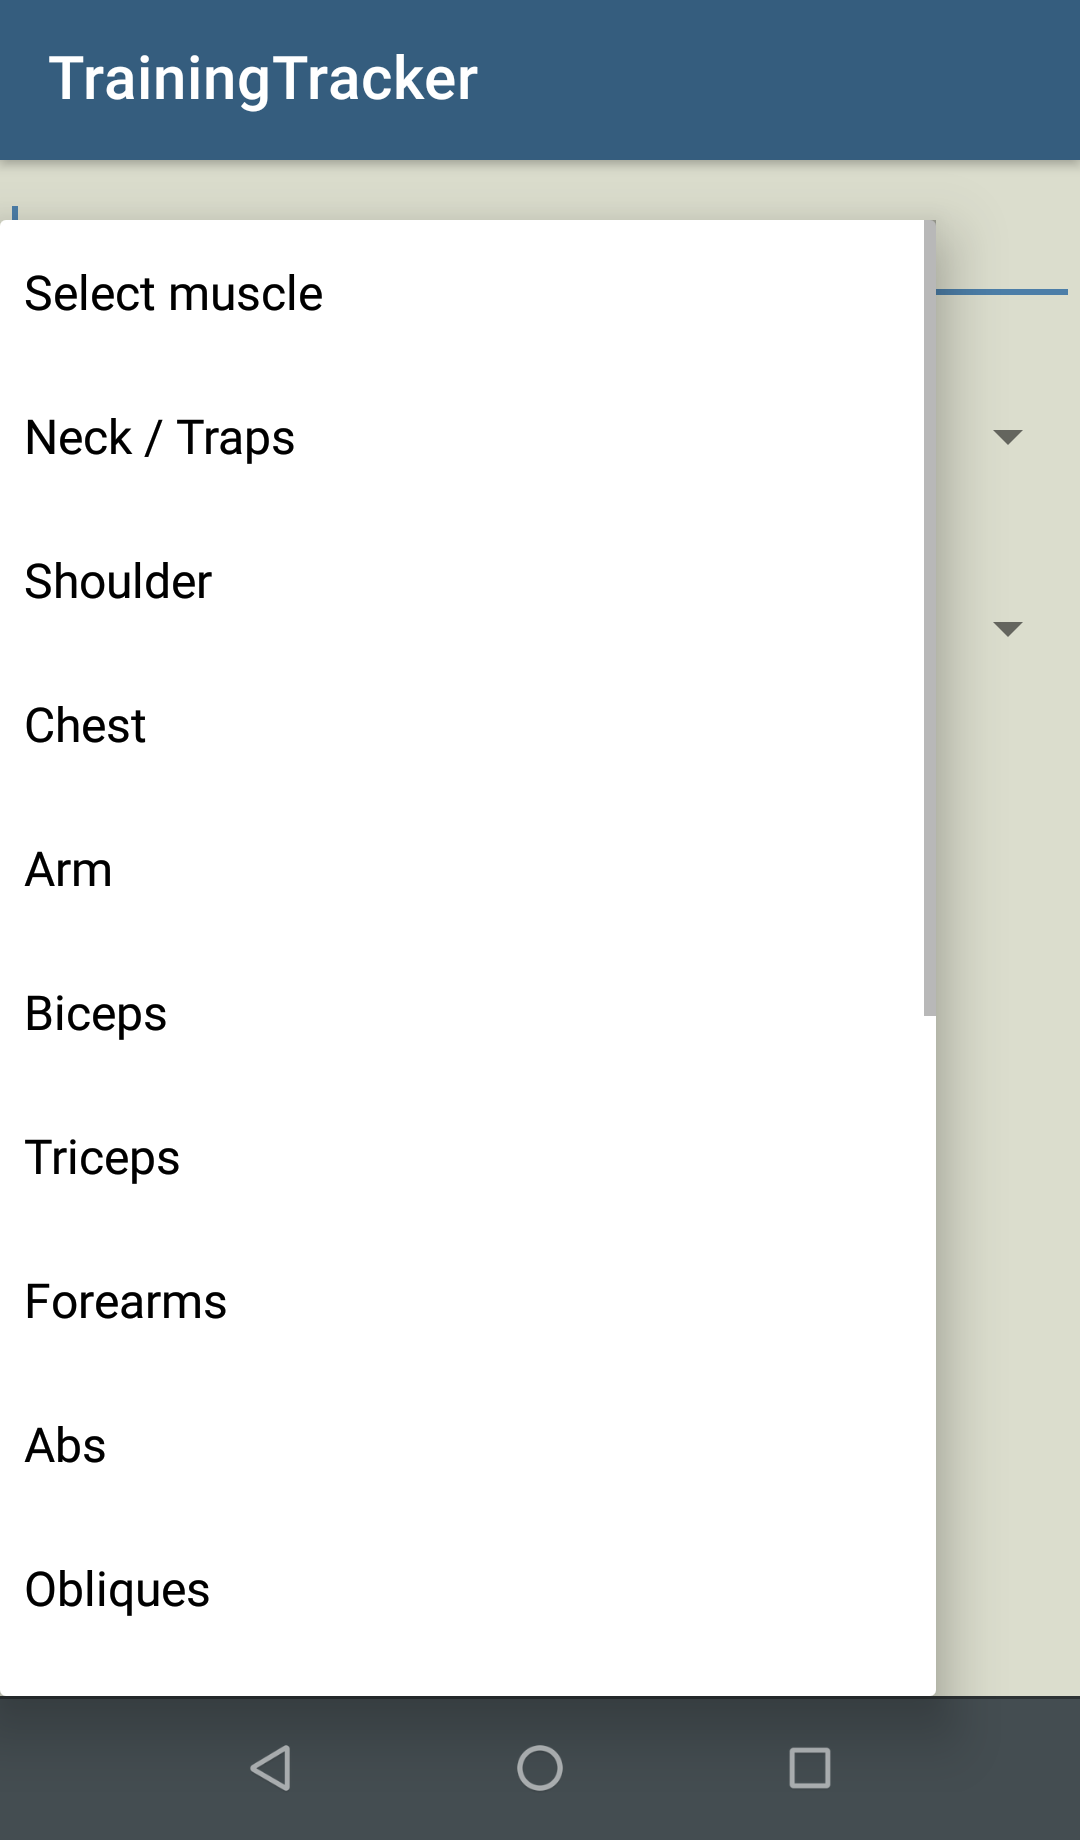 TrainingTracker
Select muscle
Neck / Traps
Shoulder
Chest
Arm
Biceps
Triceps
Forearms
Abs
Obliques